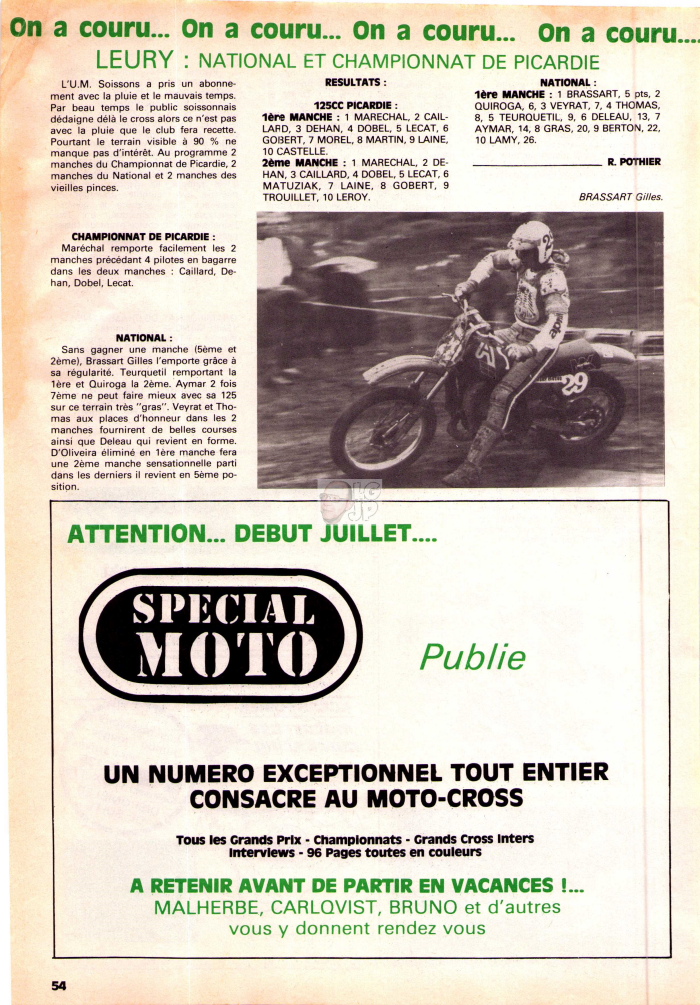 On a couru... On a couru... On a couru... On a couru....
LEURY : NATIONAL ET CHAMPIONNAT DE PICARDIE
L'U.M. Soissons a pris un abonne-
ment avec la pluie et le mauvais temps.
Par beau temps le public soissonnais
dédaigne délà le cross alors ce n'est pas
avec la pluie que le club fera recette.
Pourtant le terrain visible à 90 % ne
manque pas d'intérêt. Au programme 2
manches du Championnat de Picardie, 2
manches du National et 2 manches des
vieilles pinces.
CHAMPIONNAT DE PICARDIE :
Maréchal remporte facilement les 2
manches précédant 4 pilotes en bagarre
dans les deux manches : Caillard, De-
han, Dobel, Lecat.
NATIONAL :
Sans gagner une manche (5ème et
2ème), Brassart Gilles l'emporte grâce à
sa régularité. Teurquetil remportant la
1ère et Quiroga la 2ème. Aymar 2 fois
7ème ne peut faire mieux avec sa 125
sur ce terrain très "gras". Veyrat et Tho-
mas aux places d'honneur dans les 2
manches fournirent de belles courses
ainsi que Deleau qui revient en forme.
D'Oliveira éliminé en 1ère manche fera
une 2ème manche sensationnelle parti
dans les derniers il revient en 5ème po-
sition.
RESULTATS :
125CC PICARDIE :
1ère MANCHE : 1 MARECHAL, 2 CAIL-
LARD, 3 DEHAN, 4 DOBEL, 5 LECAT, 6
GOBERT, 7 MOREL, 8 MARTIN, 9 LAINE,
10 CASTELLE.
2ème MANCHE : 1 MARECHAL, 2 DE-
HAN, 3 CAILLARD, 4 DOBEL, 5 LECAT, 6
MATUZIAK, 7 LAINE, 8 GOBERT, 9
TROUILLET, 10 LEROY.
NATIONAL :
1ère MANCHE : 1 BRASSART, 5 pts, 2
QUIROGA, 6, 3 VEYRAT, 7, 4 THOMAS,
8, 5 TEURQUETIL, 9, 6 DELEAU, 13, 7
AYMAR, 14, 8 GRAS, 20, 9 BERTON, 22,
10 LAMY, 26.
R. POTHIER
BRASSART Gilles.
29
LG
JP
ATTENTION... DEBUT JUILLET....
SPECIAL
MOTO
Publie
UN NUMERO EXCEPTIONNEL TOUT ENTIER
CONSACRE AU MOTO-CROSS
Tous les Grands Prix - Championnats - Grands Cross Inters
Interviews - 96 Pages toutes en couleurs
A RETENIR AVANT DE PARTIR EN VACANCES !...
MALHERBE, CARLQVIST, BRUNO et d'autres
vous y donnent rendez vous
54